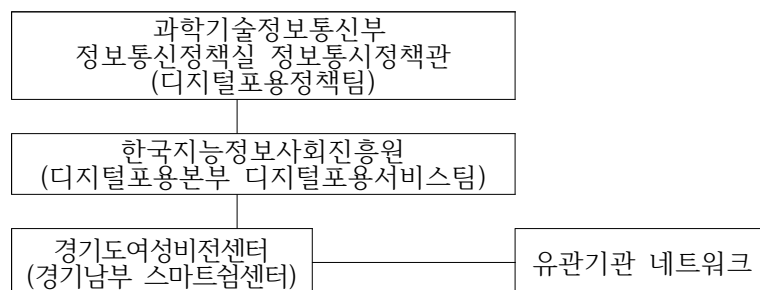 과학기술정보통신부
정보통신정책실 정보통시정책관
(디지털포용정책팀)
한국지능정보사회진흥원
(디지털포용본부 디지털포용서비스팀)
경기도여성비전센터
(경기남부 스마트쉼센터)
유관기관 네트워크